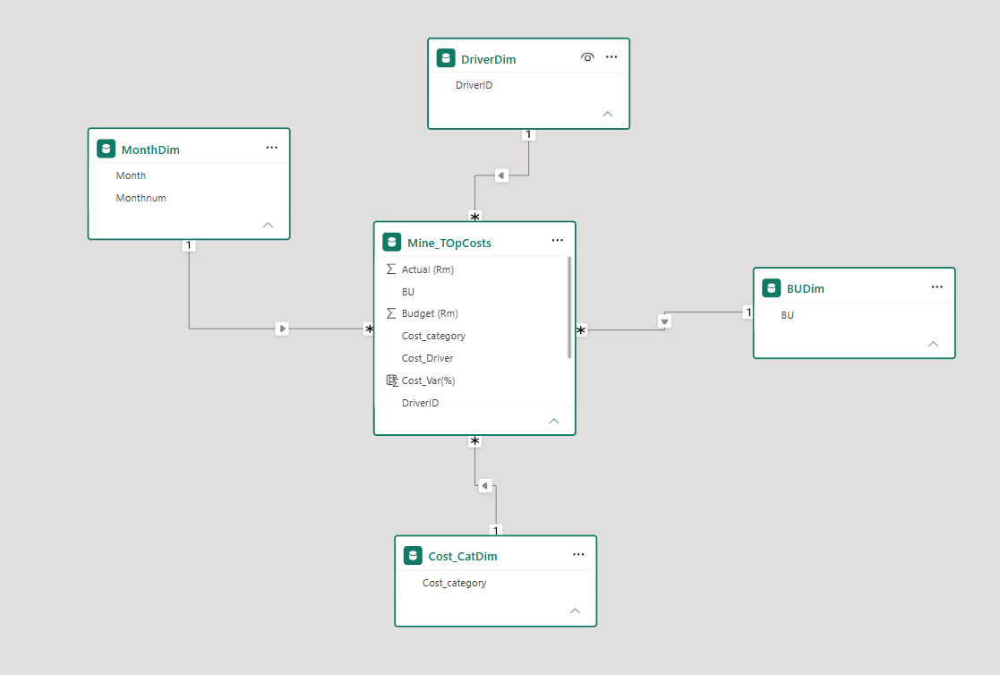 DriverDim
DriverID
1
MonthDim
Month
Monthnum
1
*
Mine_TOpCosts
Actual (Rm)
BU
Budget (Rm)
Cost_category
Cost_Driver
Cost_Var(%)
DriverID
*
*
1
BUDim
BU
*
1
Cost_CatDim
Cost_category